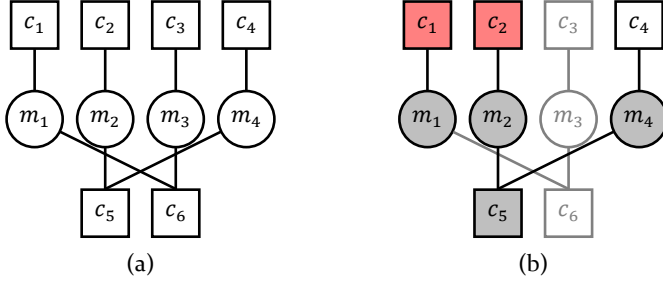 c₁ c₂ c₃ c₄ c₁ c₂ c₃ c₄
m₁ m₂ m₃ m₄ m₁ m₂ m₃ m₄
c₅ c₆ c₅ c₆
(a) (b)